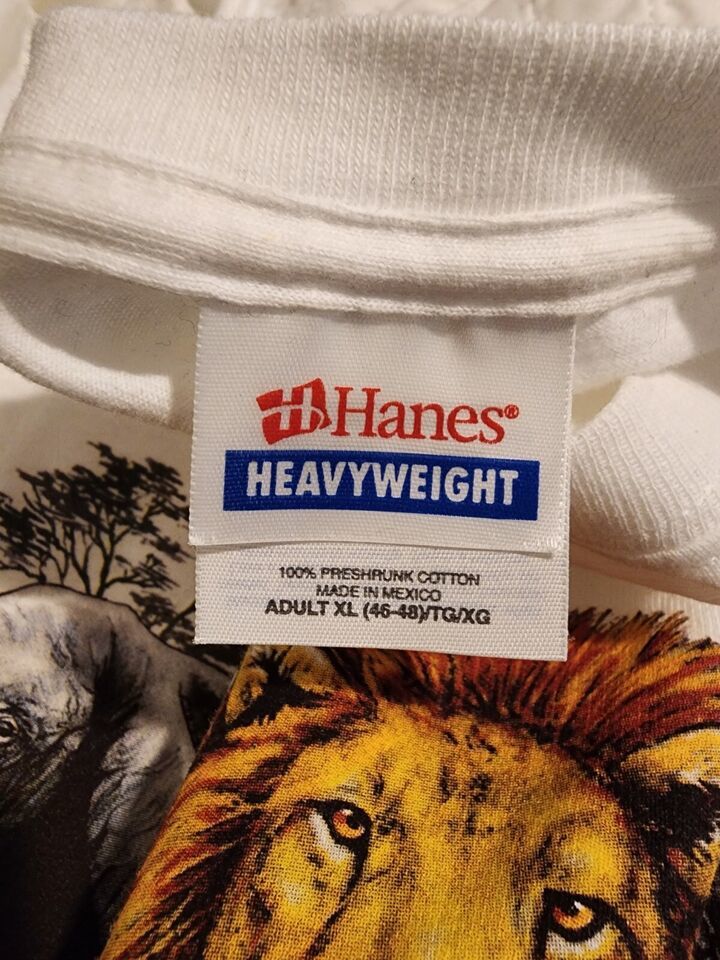 Hanes®
HEAVYWEIGHT
100% PRESHRUNK COTTON
MADE IN MEXICO
ADULT XL (46-48)/TG/XG